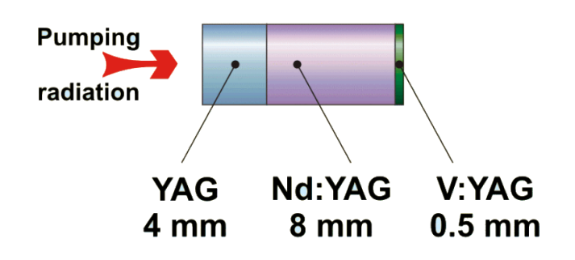 Pumping
radiation
YAG
4 mm
Nd:YAG
8 mm
V:YAG
0.5 mm